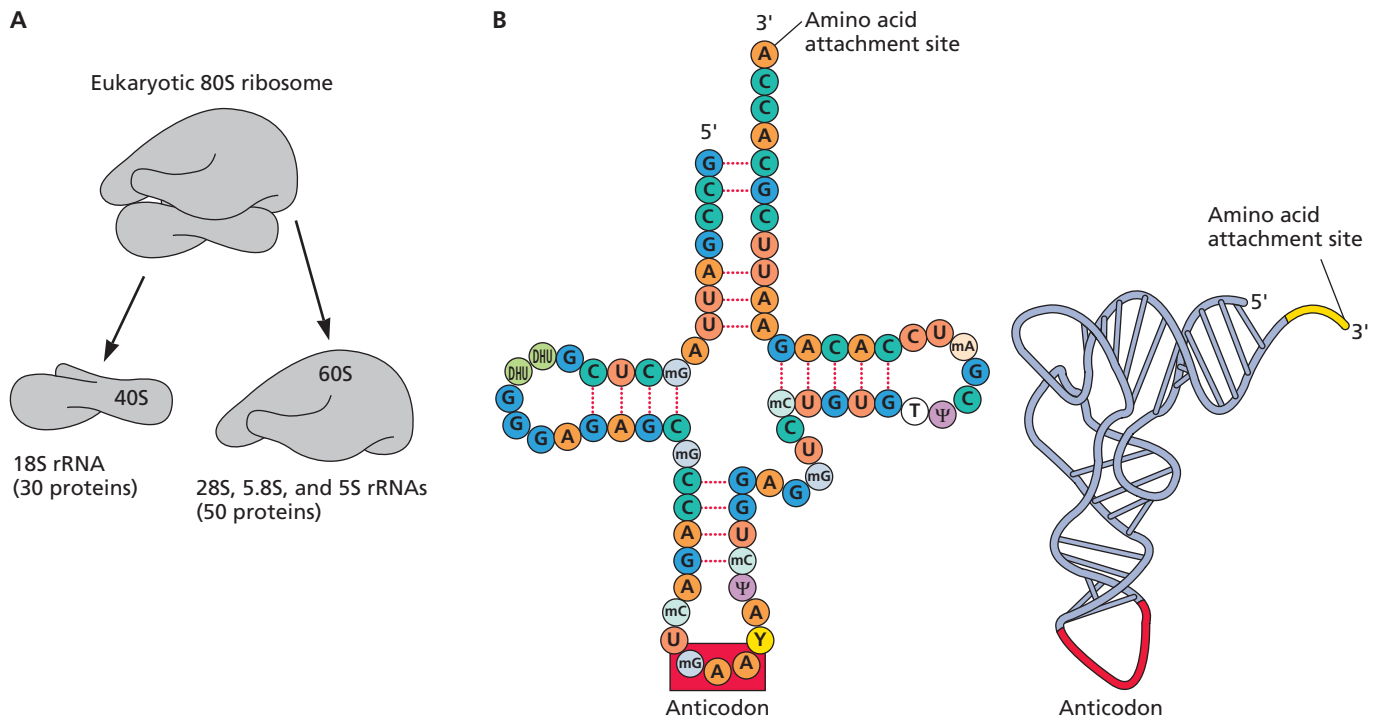 A
Eukaryotic 80S ribosome
40S
60S
18S rRNA
(30 proteins)
28S, 5.8S, and 5S rRNAs
(50 proteins)
B
3'
Amino acid
attachment site
A
C
C
A
5'
G C
C G
C C
G U
A U
U A
U A
A
DHU DHU G C U C mG
G
G G A G A G C
mG
G A C A C C U mA
G
mC U G U G T Ψ C
C
U
mG
C G A G
C G
A U
G mC
A Ψ
mC A
U Y
mG A A
Anticodon
Amino acid
attachment site
5'
3'
Anticodon